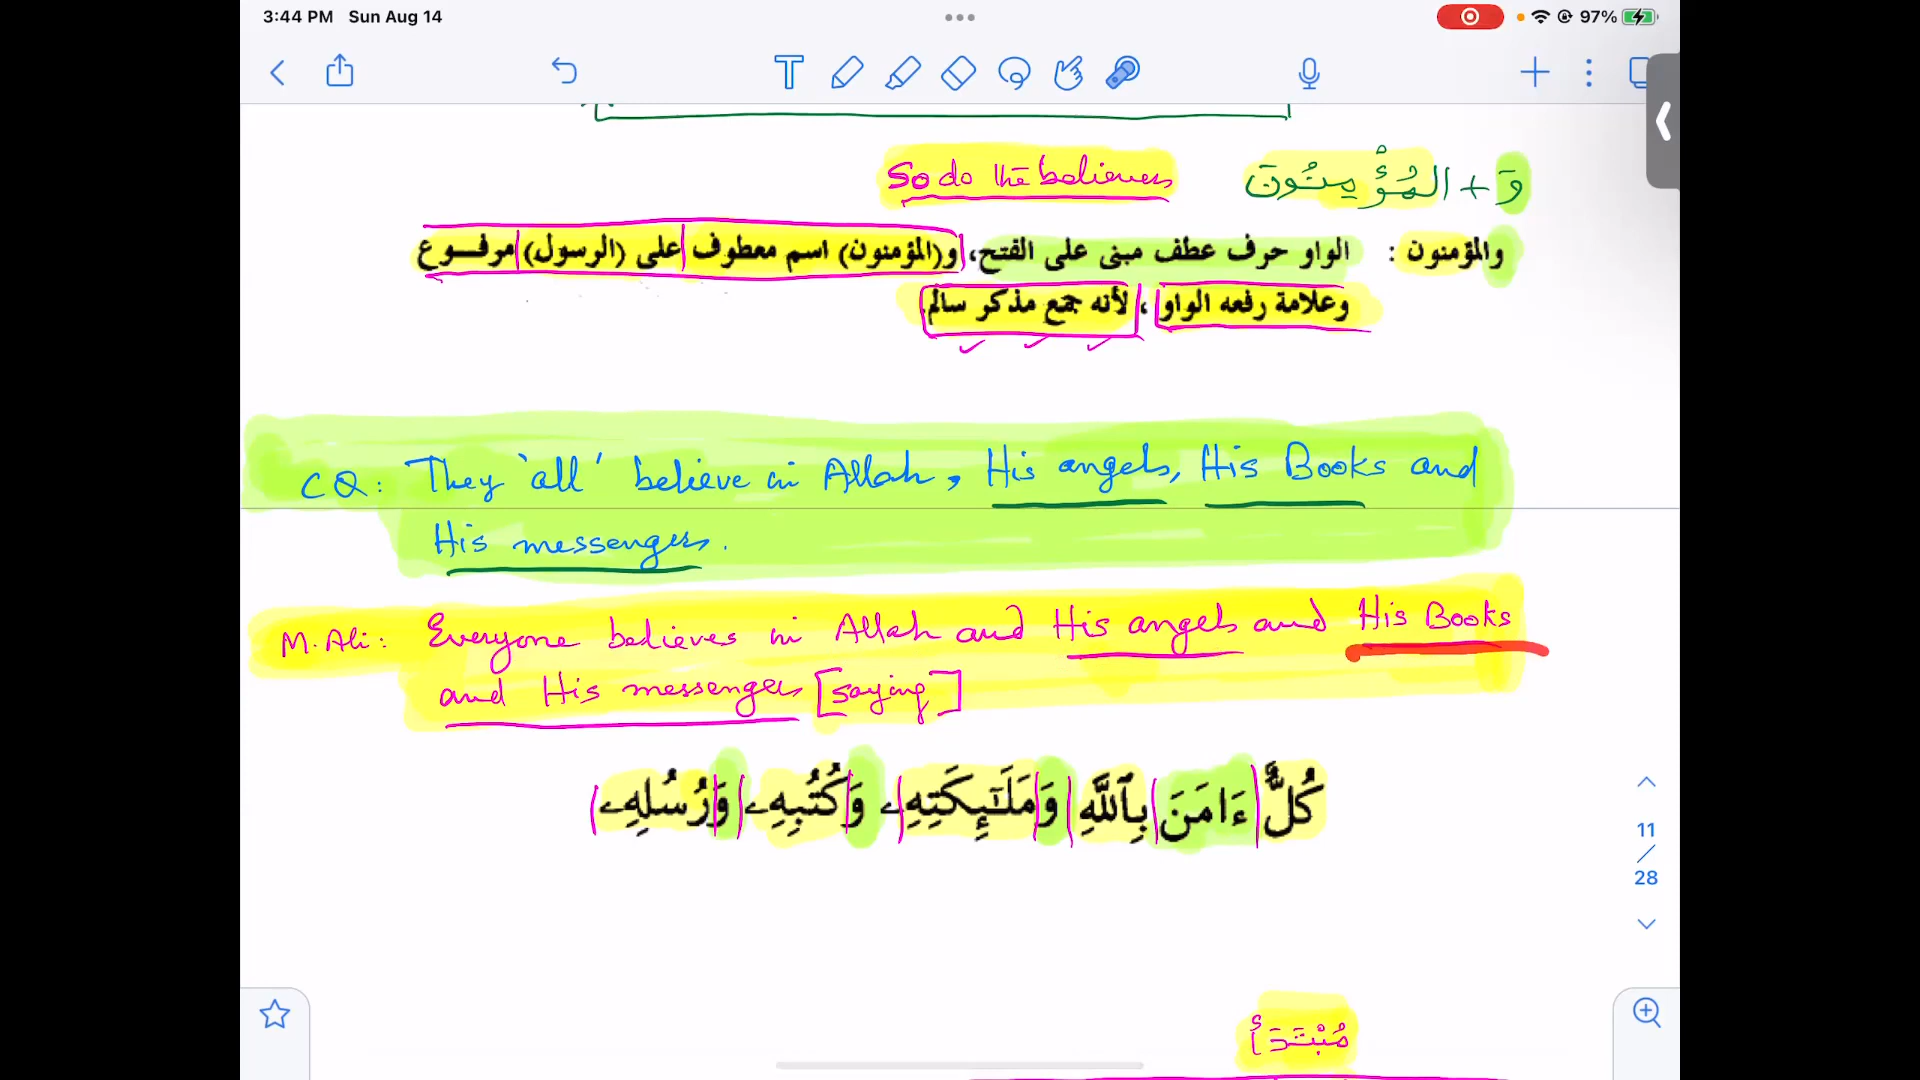 3:44 PM Sun Aug 14
97%
So do the believers
وَ + الْمُؤْمِنُونَ
والمؤمنون : الواو حرف عطف مبنى على الفتح، و(المؤمنون) اسم معطوف على (الرسول) مرفوع
وعلامة رفعه الواو ، لأنه جمع مذكر سالم.
CQ: They 'all' believe in Allah, His angels, His Books and
His messengers.
M. Ali: Everyone believes in Allah and His angels and His Books
and His messengers [saying]
كُلٌّ ءَامَنَ بِٱللَّهِ وَمَلَٰٓئِكَتِهِۦ وَكُتُبِهِۦ وَرُسُلِهِۦ
11
/
28
مُبْتَدَأ